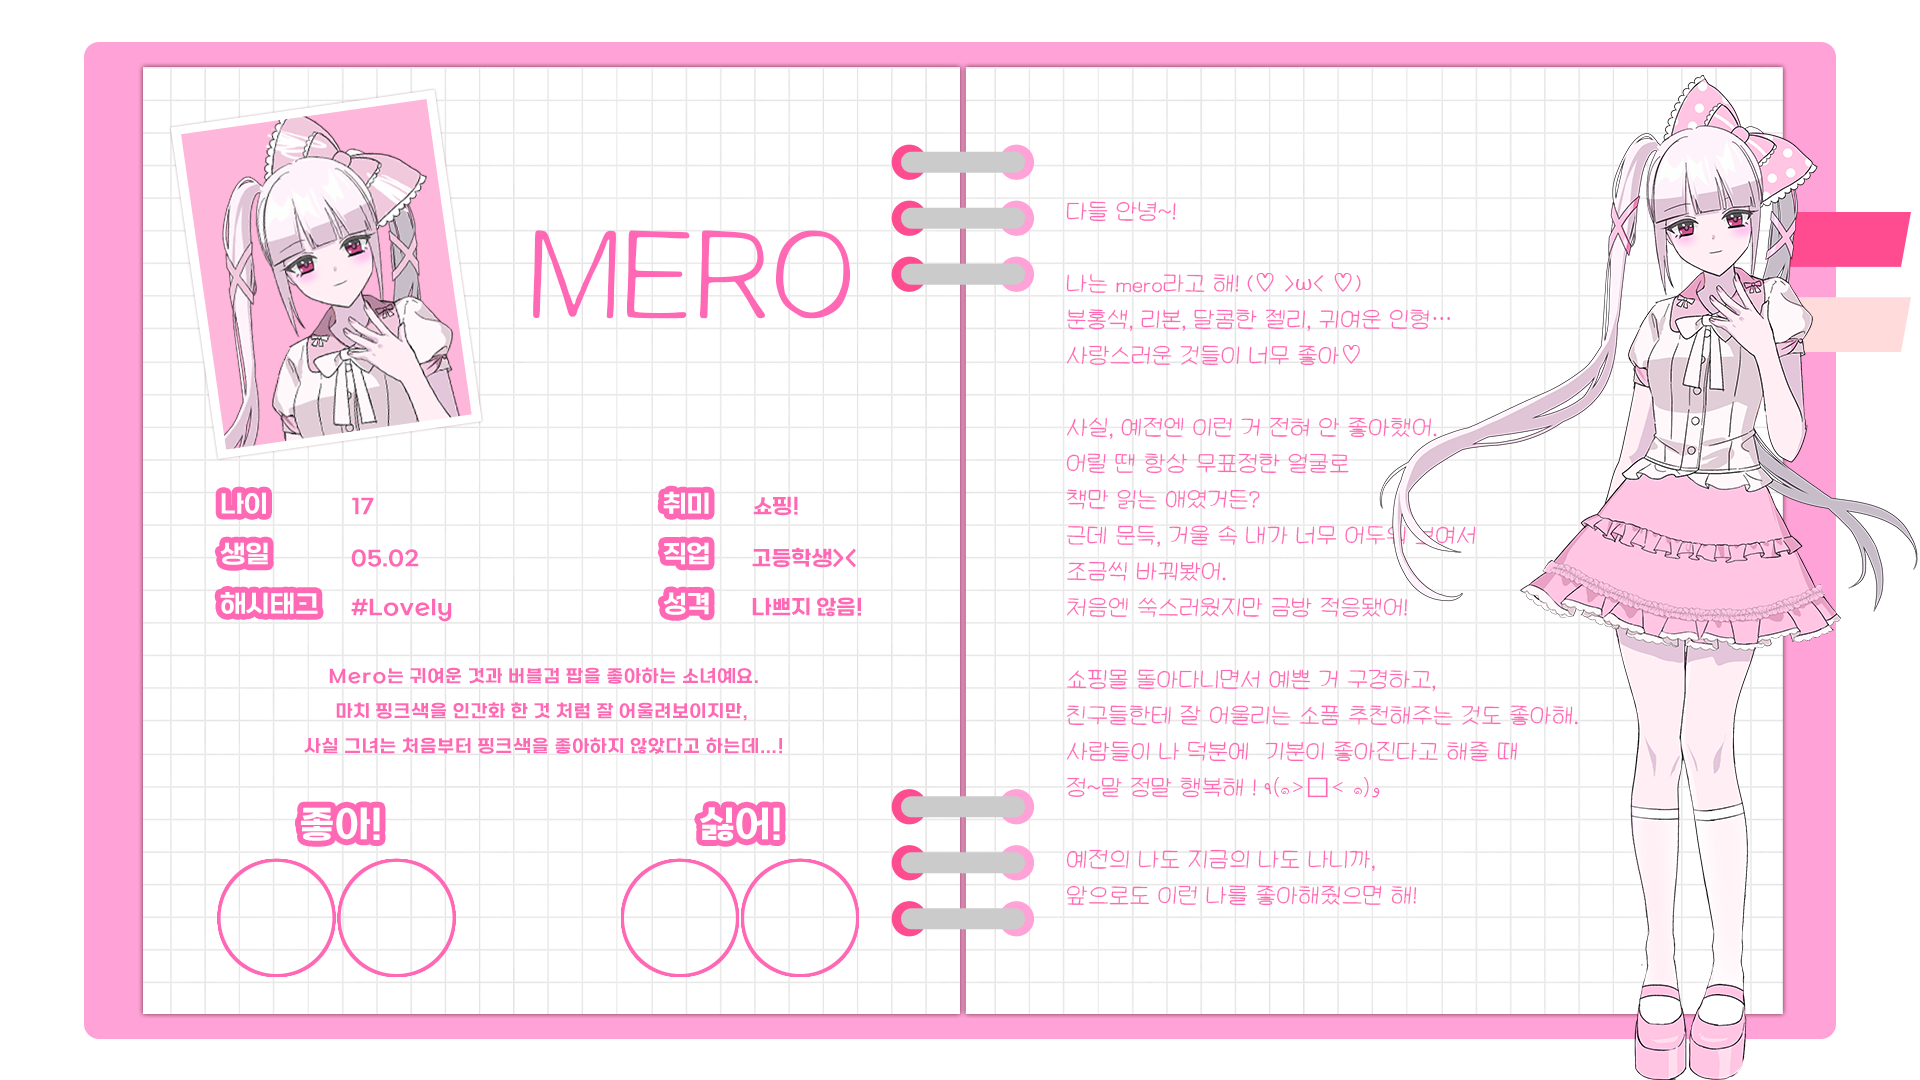 MERO
나이 17
취미 쇼핑!
생일 05.02
직업 고등학생><
해시태그 #Lovely
성격 나쁘지 않음!
Mero는 귀여운 것과 버블검 팝을 좋아하는 소녀예요.
마치 핑크색을 인간화 한 것 처럼 잘 어울려보이지만,
사실 그녀는 처음부터 핑크색을 좋아하지 않았다고 하는데...!
좋아!
싫어!
다들 안녕~!
나는 mero라고 해! (♡ >ω< ♡)
분홍색, 리본, 달콤한 젤리, 귀여운 인형…
사랑스러운 것들이 너무 좋아♡
사실, 예전엔 이런 거 전혀 안 좋아했어.
어릴 땐 항상 무표정한 얼굴로
책만 읽는 애였거든?
근데 문득, 거울 속 내가 너무 어두워 보여서
조금씩 바꿔봤어.
처음엔 쑥스러웠지만 금방 적응됐어!
쇼핑몰 돌아다니면서 예쁜 거 구경하고,
친구들한테 잘 어울리는 소품 추천해주는 것도 좋아해.
사람들이 나 덕분에 기분이 좋아진다고 해줄 때
정~말 정말 행복해 ! ٩(๑>□< ๑)و
예전의 나도 지금의 나도 나니까,
앞으로도 이런 나를 좋아해줬으면 해!